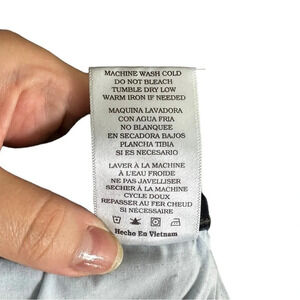 MACHINE WASH COLD
DO NOT BLEACH
TUMBLE DRY LOW
WARM IRON IF NEEDED
MAQUINA LAVADORA
CON AGUA FRIA
NO BLANQUEE
EN SECADORA BAJOS
PLANCHA TIBIA
SI ES NECESARIO
LAVER À LA MACHINE
À L'EAU FROIDE
NE PAS JAVELLISER
SECHER À LA MACHINE
CYCLE DOUX
REPASSER AU FER CHEUD
SI NÉCESSAIRE
Hecho En Vietnam